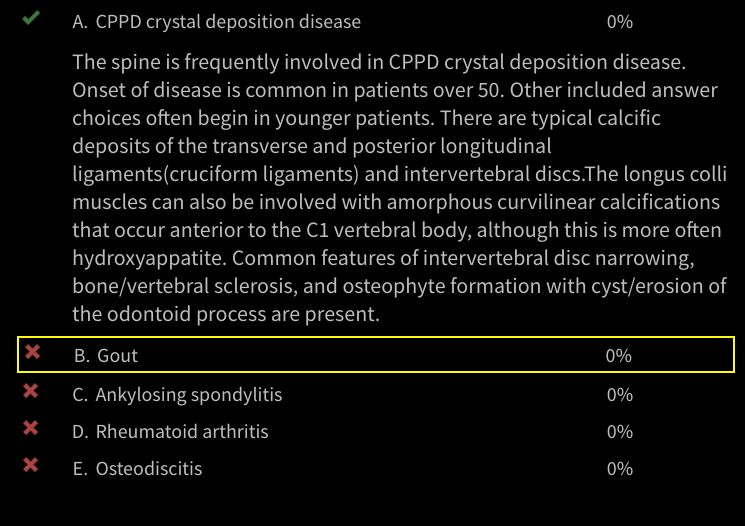 A. CPPD crystal deposition disease 0%
The spine is frequently involved in CPPD crystal deposition disease.
Onset of disease is common in patients over 50. Other included answer
choices often begin in younger patients. There are typical calcific
deposits of the transverse and posterior longitudinal
ligaments(cruciform ligaments) and intervertebral discs.The longus colli
muscles can also be involved with amorphous curvilinear calcifications
that occur anterior to the C1 vertebral body, although this is more often
hydroxyappatite. Common features of intervertebral disc narrowing,
bone/vertebral sclerosis, and osteophyte formation with cyst/erosion of
the odontoid process are present.
B. Gout 0%
C. Ankylosing spondylitis 0%
D. Rheumatoid arthritis 0%
E. Osteodiscitis 0%